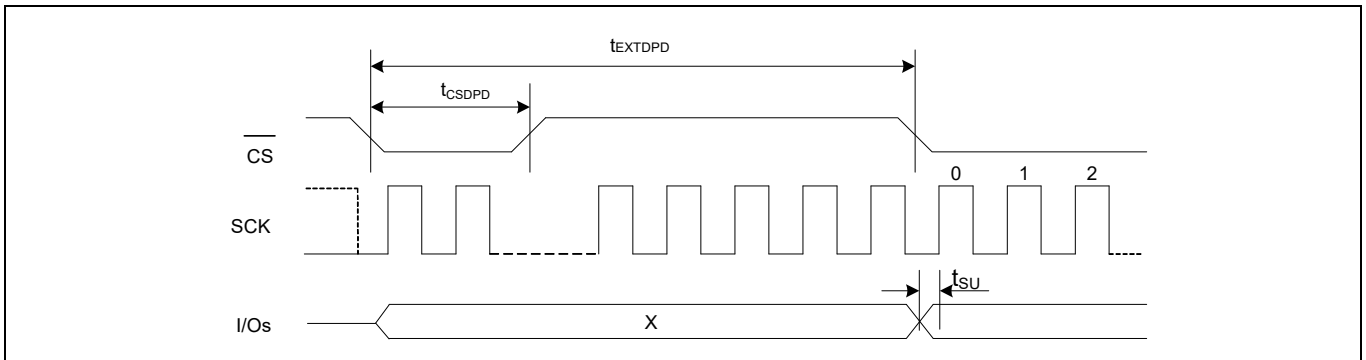 tEXTDPD
tCSDPD
CS
0 1 2
SCK
tSU
I/Os X